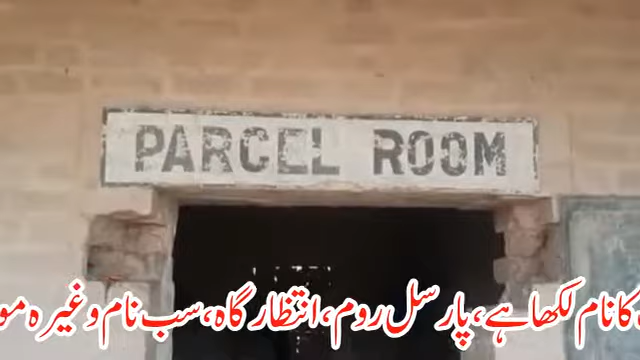 PARCEL ROOM
کا نام لکھا ہے، پارسل روم، انتظار گاہ، سب نام وغیرہ